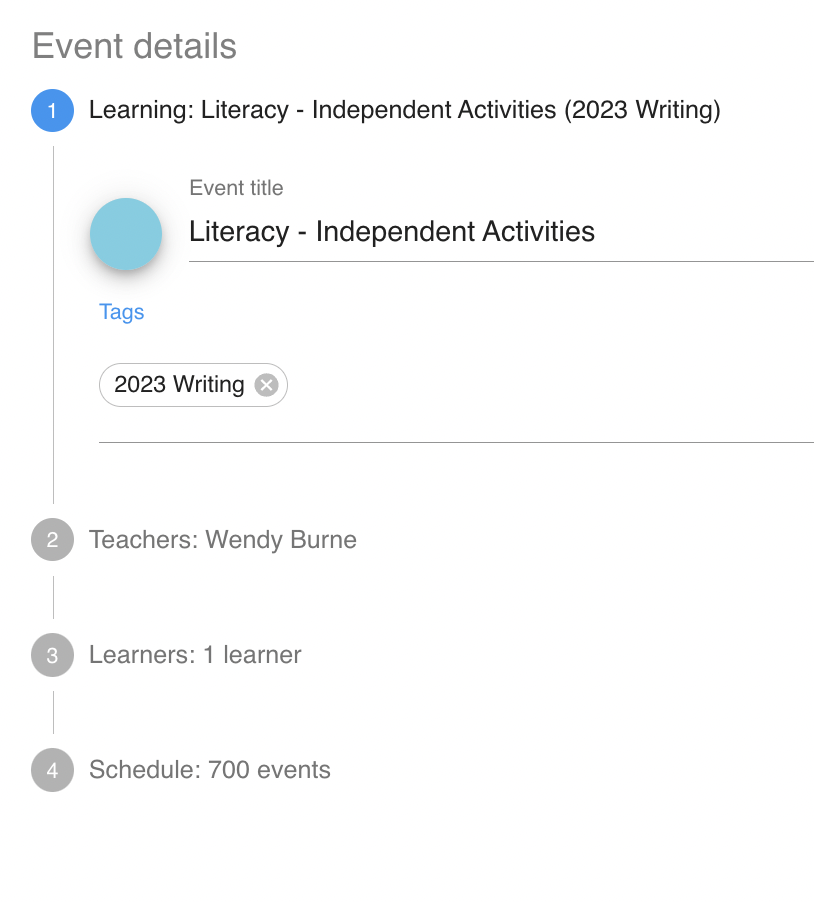 Event details
1 Learning: Literacy - Independent Activities (2023 Writing)
Event title
Literacy - Independent Activities
Tags
2023 Writing
2 Teachers: Wendy Burne
3 Learners: 1 learner
4 Schedule: 700 events